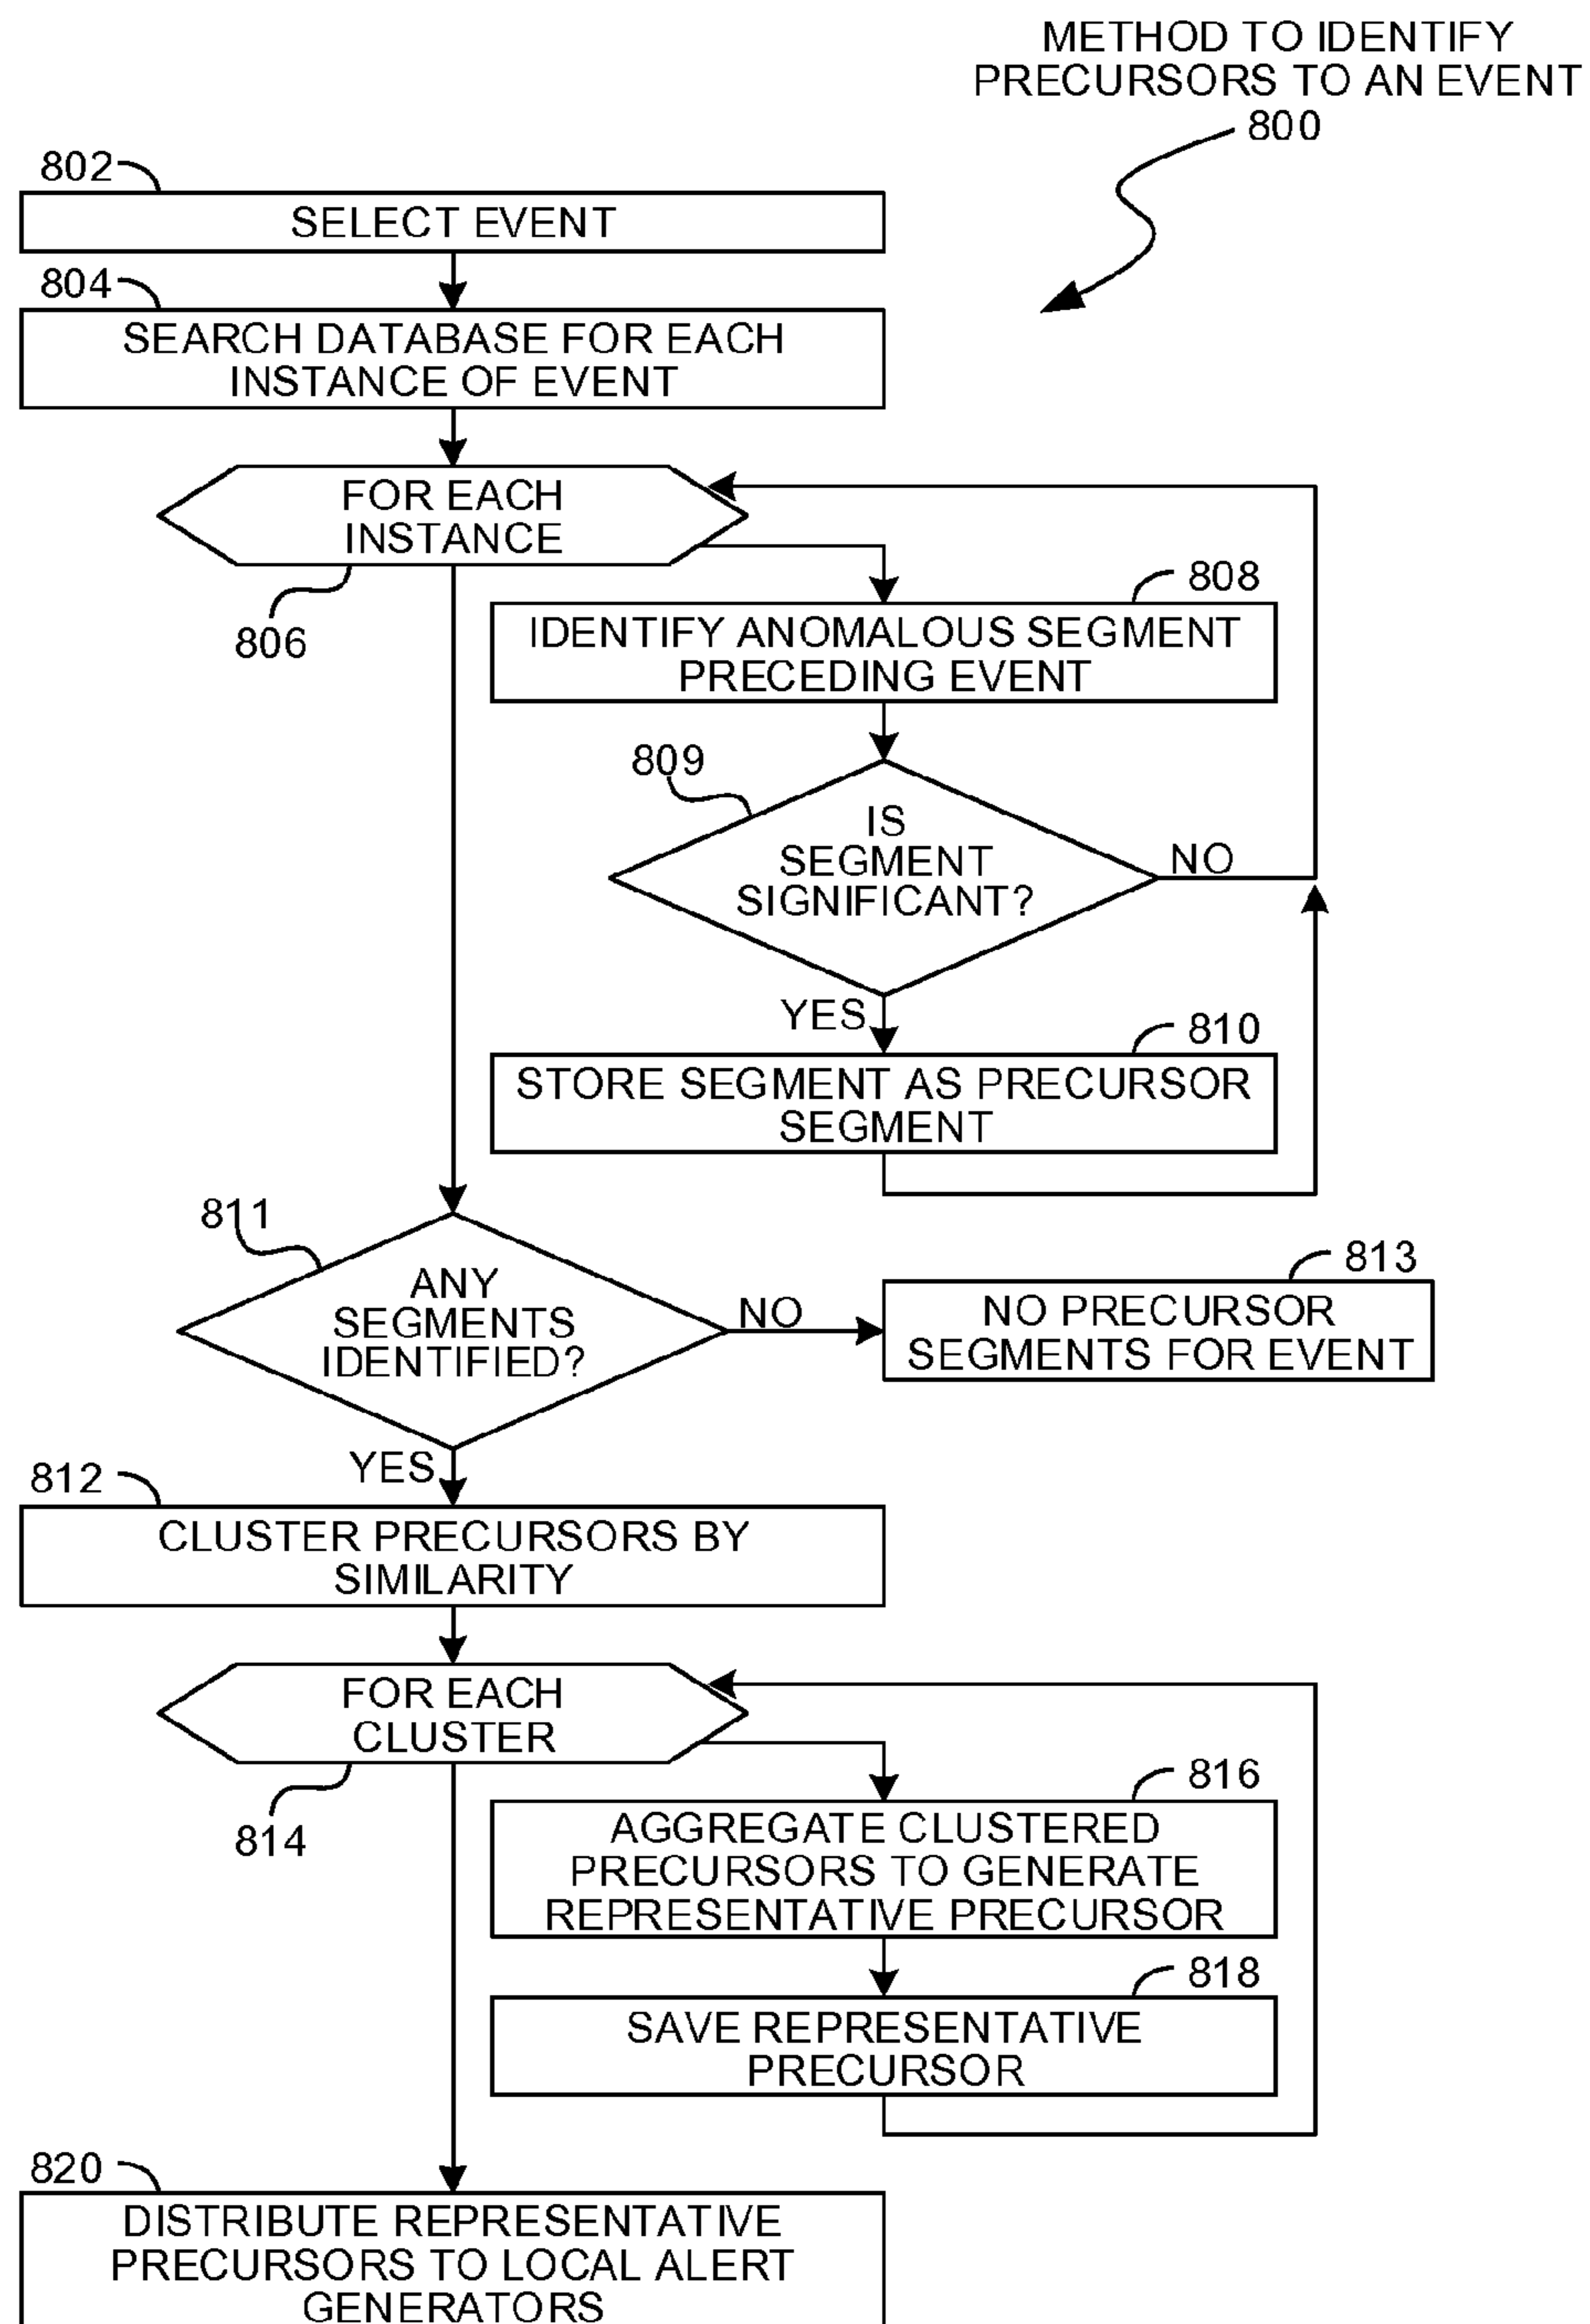 METHOD TO IDENTIFY
PRECURSORS TO AN EVENT
800
802
SELECT EVENT
804
SEARCH DATABASE FOR EACH
INSTANCE OF EVENT
FOR EACH
INSTANCE
806
808
IDENTIFY ANOMALOUS SEGMENT
PRECEDING EVENT
809
IS
SEGMENT
SIGNIFICANT?
NO
YES
810
STORE SEGMENT AS PRECURSOR
SEGMENT
811
ANY
SEGMENTS
IDENTIFIED?
NO
813
NO PRECURSOR
SEGMENTS FOR EVENT
YES
812
CLUSTER PRECURSORS BY
SIMILARITY
FOR EACH
CLUSTER
814
816
AGGREGATE CLUSTERED
PRECURSORS TO GENERATE
REPRESENTATIVE PRECURSOR
818
SAVE REPRESENTATIVE
PRECURSOR
820
DISTRIBUTE REPRESENTATIVE
PRECURSORS TO LOCAL ALERT
GENERATORS